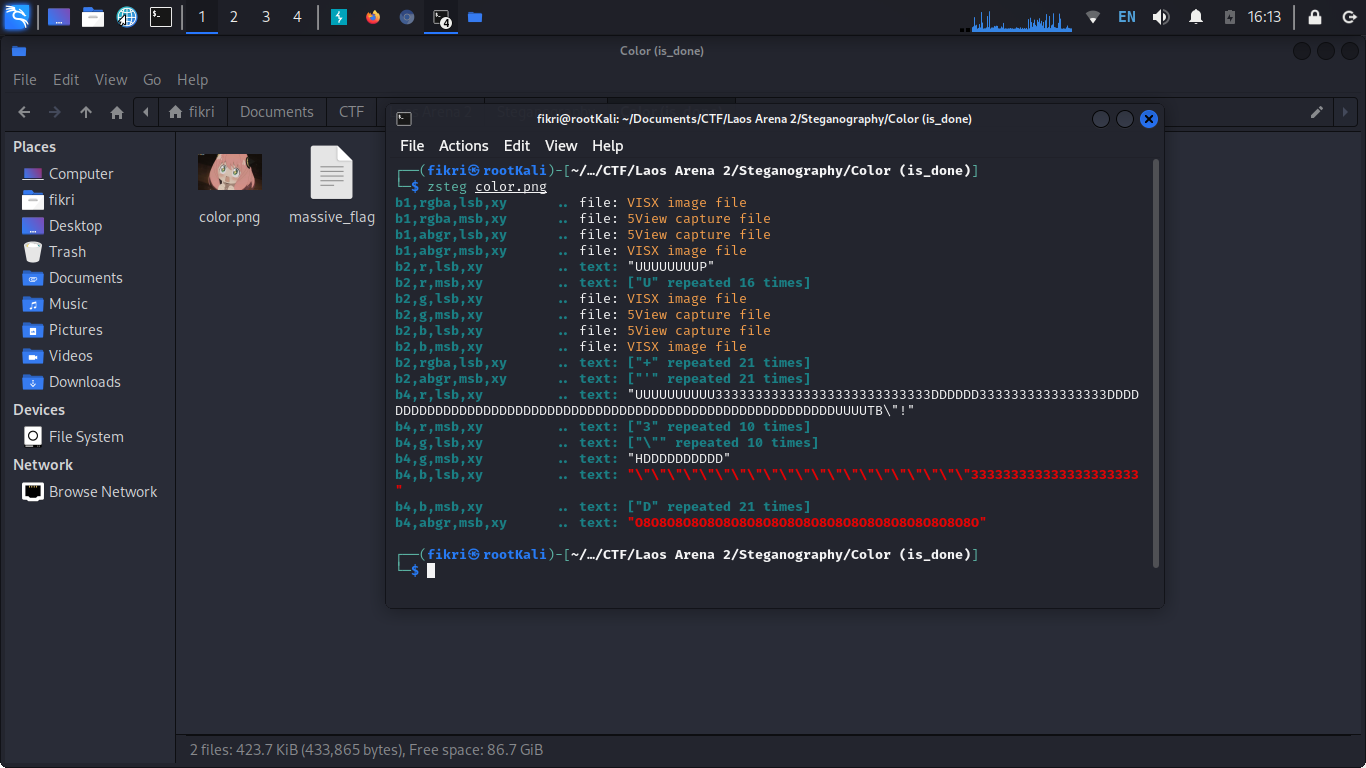 1 2 3 4 4 EN 16:13
Color (is_done)
File Edit View Go Help
fikri Documents CTF
Places
Computer
fikri
Desktop
Trash
Documents
Music
Pictures
Videos
Downloads
Devices
File System
Network
Browse Network
color.png massive_flag
fikri@rootKali: ~/Documents/CTF/Laos Arena 2/Steganography/Color (is_done)
File Actions Edit View Help
┌──(fikri㉿rootKali)-[~/…/CTF/Laos Arena 2/Steganography/Color (is_done)]
└─$ zsteg color.png
b1,rgba,lsb,xy .. file: VISX image file
b1,rgba,msb,xy .. file: 5View capture file
b1,abgr,lsb,xy .. file: 5View capture file
b1,abgr,msb,xy .. file: VISX image file
b2,r,lsb,xy .. text: "UUUUUUUUP"
b2,r,msb,xy .. text: ["U" repeated 16 times]
b2,g,lsb,xy .. file: VISX image file
b2,g,msb,xy .. file: 5View capture file
b2,b,lsb,xy .. file: 5View capture file
b2,b,msb,xy .. file: VISX image file
b2,rgba,lsb,xy .. text: ["+" repeated 21 times]
b2,abgr,msb,xy .. text: ["'" repeated 21 times]
b4,r,lsb,xy .. text: "UUUUUUUUUU333333333333333333333333333DDDDDD3333333333333333DDDD
DDDDDDDDDDDDDDDDDDDDDDDDDDDDDDDDDDDDDDDDDDDDDDDDDDDDDDDUUUUTB\"!"
b4,r,msb,xy .. text: ["3" repeated 10 times]
b4,g,lsb,xy .. text: ["\"" repeated 10 times]
b4,g,msb,xy .. text: "HDDDDDDDDDD"
b4,b,lsb,xy .. text: "\"\"\"\"\"\"\"\"\"\"\"\"\"\"\"\"\"\"\"\"\"333333333333333333333
"
b4,b,msb,xy .. text: ["D" repeated 21 times]
b4,abgr,msb,xy .. text: "O8O8O8O8O8O8O8O8O8O8O8O8O8O8O8O8O8O8O8O8O8O"
┌──(fikri㉿rootKali)-[~/…/CTF/Laos Arena 2/Steganography/Color (is_done)]
└─$
2 files: 423.7 KiB (433,865 bytes), Free space: 86.7 GiB